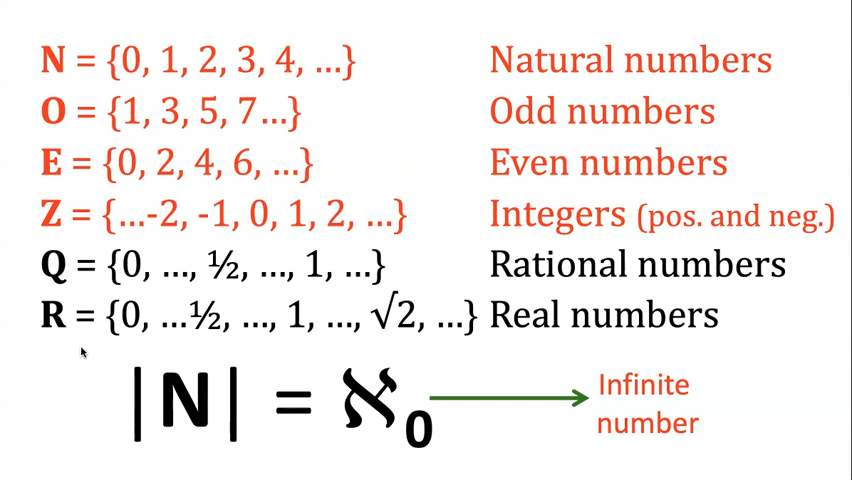 N = {0, 1, 2, 3, 4, …} Natural numbers
O = {1, 3, 5, 7…} Odd numbers
E = {0, 2, 4, 6, …} Even numbers
Z = {…-2, -1, 0, 1, 2, …} Integers (pos. and neg.)
Q = {0, …, ½, …, 1, …} Rational numbers
R = {0, …½, …, 1, …, √2, …} Real numbers
|N| = ℵ₀
Infinite
number